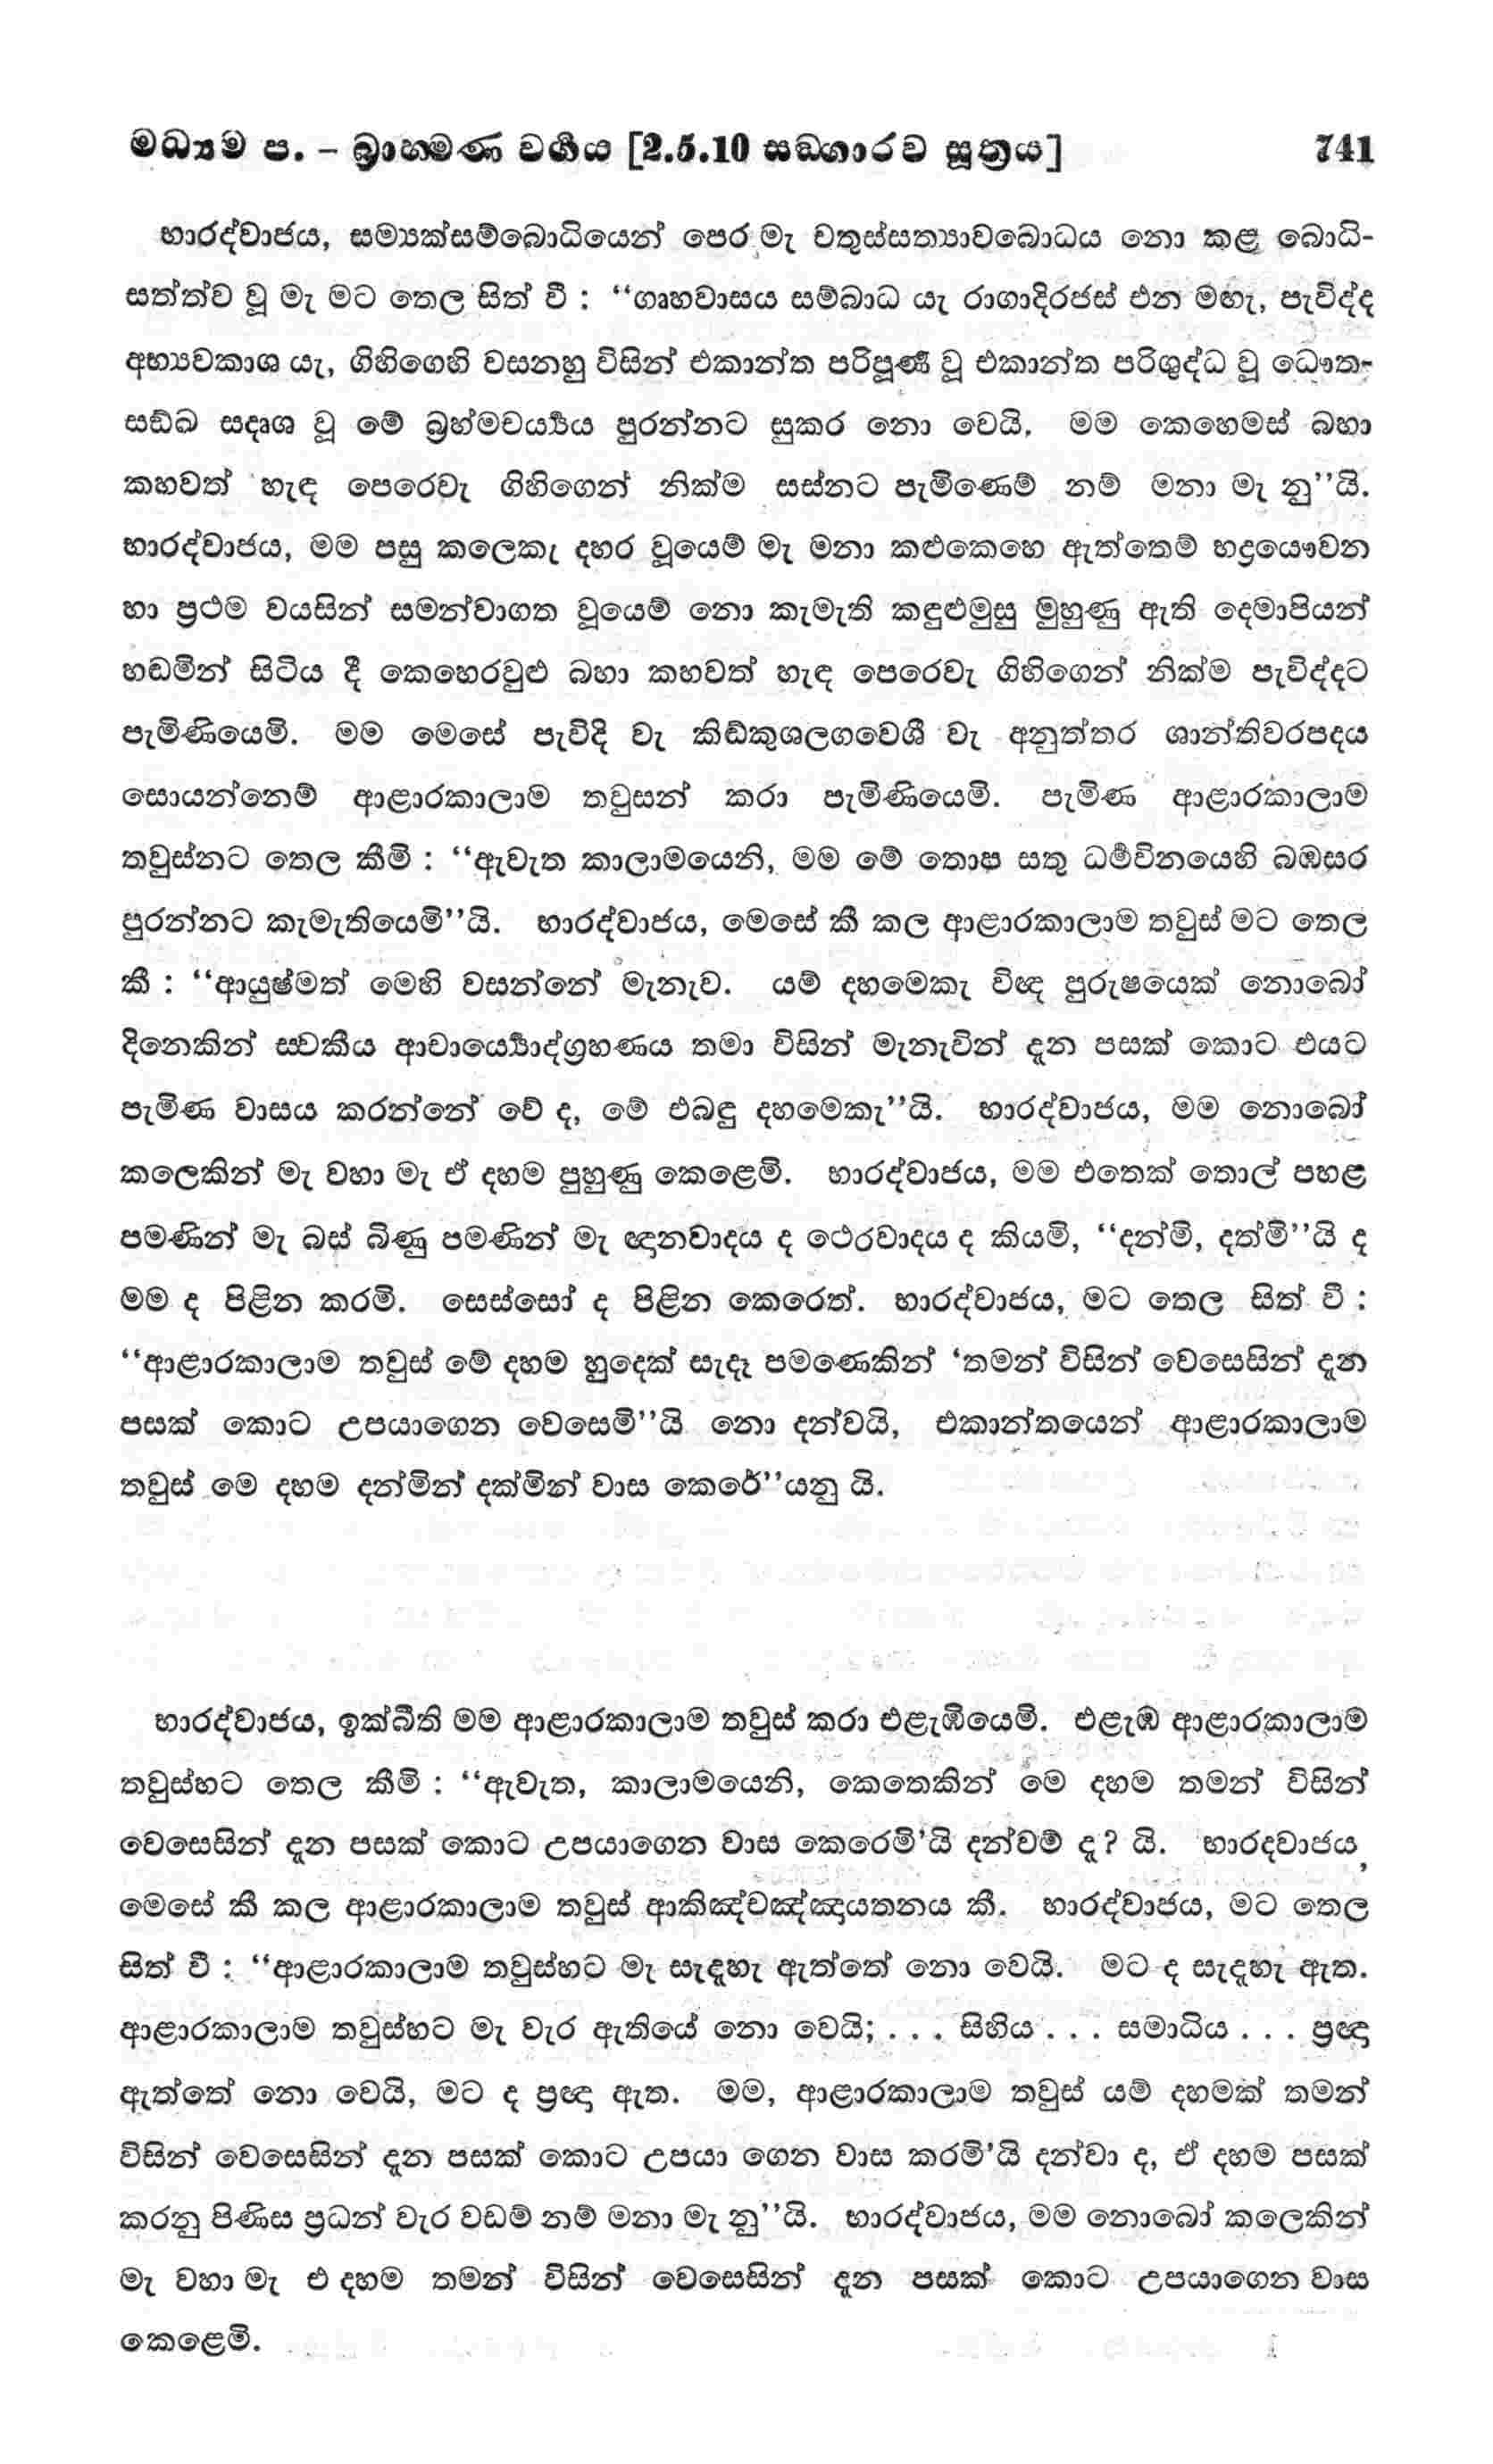 මධ්‍යම ප. – බ්‍රාහ්මණ වර්ගය [2.5.10 සඞ්ගාරව සූත්‍රය] 741
භාරද්වාජය, සම්‍යක්සම්බොධියෙන් පෙර මැ චතුස්සත්‍යාවබොධය නො කළ බොධි-
සත්ත්ව වූ මැ මට තෙල සිත් වී : “ගෘහවාසය සම්බාධ යැ රාගාදිරජස් එන මඟැ, පැවිද්ද
අභ්‍යවකාශ යැ, ගිහිගෙහි වසනහු විසින් එකාන්ත පරිපූර්ණ වූ එකාන්ත පරිශුද්ධ වූ ධෞත-
සඞ්ඛ සදෘශ වූ මේ බ්‍රහ්මචර්‍ය්‍යය පුරන්නට සුකර නො වෙයි. මම කෙහෙමස් බහා
කහවත් හැඳ පෙරෙවැ ගිහිගෙන් නික්ම සස්නට පැමිණෙම් නම් මනා මැ නු”යි.
භාරද්වාජය, මම පසු කලෙකැ දහර වූයෙම් මැ මනා කළුකෙහෙ ඇත්තෙම් භද්‍රයෞවන
හා ප්‍රථම වයසින් සමන්වාගත වූයෙම් නො කැමැති කඳුළුමුසු මුහුණු ඇති දෙමාපියන්
හඬමින් සිටිය දී කෙහෙරවුළු බහා කහවත් හැඳ පෙරෙවැ ගිහිගෙන් නික්ම පැවිද්දට
පැමිණියෙමි. මම මෙසේ පැවිදි වැ කිඞ්කුශලගවෙශී වැ අනුත්තර ශාන්තිවරපදය
සොයන්නෙම් ආළාරකාලාම තවුසන් කරා පැමිණියෙමි. පැමිණ ආළාරකාලාම
තවුස්නට තෙල කීමි : “ඇවැත කාලාමයෙනි, මම මේ තොප සතු ධර්මවිනයෙහි බඹසර
පුරන්නට කැමැතියෙමි”යි. භාරද්වාජය, මෙසේ කී කල ආළාරකාලාම තවුස් මට තෙල
කී : “ආයුෂ්මත් මෙහි වසන්නේ මැනැව. යම් දහමෙකැ විඥ පුරුෂයෙක් නොබෝ
දිනෙකින් ස්වකීය ආචාර්‍ය්‍යොද්ග්‍රහණය තමා විසින් මැනැවින් දැන පසක් කොට එයට
පැමිණ වාසය කරන්නේ වේ ද, මේ එබඳු දහමෙකැ”යි. භාරද්වාජය, මම නොබෝ
කලෙකින් මැ වහා මැ ඒ දහම පුහුණු කෙළෙමි. භාරද්වාජය, මම එතෙක් තොල් පහළ
පමණින් මැ බස් බිණු පමණින් මැ ඥානවාදය ද ථෙරවාදය ද කියමි, “දන්මි, දත්මි”යි ද
මම ද පිළින කරමි. සෙස්සෝ ද පිළින කෙරෙත්. භාරද්වාජය, මට තෙල සිත් වී :
“ආළාරකාලාම තවුස් මේ දහම හුදෙක් සැදෑ පමණෙකින් ‘තමන් විසින් වෙසෙසින් දැන
පසක් කොට උපයාගෙන වෙසෙමි”යි නො දන්වයි, එකාන්තයෙන් ආළාරකාලාම
තවුස් මෙ දහම දන්මින් දක්මින් වාස කෙරේ”යනු යි.
භාරද්වාජය, ඉක්බිති මම ආළාරකාලාම තවුස් කරා එළැඹියෙමි. එළැඹ ආළාරකාලාම
තවුස්හට තෙල කීමි : “ඇවැත, කාලාමයෙනි, කෙතෙකින් මෙ දහම තමන් විසින්
වෙසෙසින් දැන පසක් කොට උපයාගෙන වාස කෙරෙමි’යි දන්වම් දැ? යි. භාරදවාජය,
මෙසේ කී කල ආළාරකාලාම තවුස් ආකිඤ්චඤ්ඤායතනය කී. භාරද්වාජය, මට තෙල
සිත් වී : “ආළාරකාලාම තවුස්හට මැ සැදැහැ ඇත්තේ නො වෙයි. මට ද සැදැහැ ඇත.
ආළාරකාලාම තවුස්හට මැ වැර ඇතියේ නො වෙයි; . . . සිහිය . . . සමාධිය . . . ප්‍රඥා
ඇත්තේ නො වෙයි, මට ද ප්‍රඥා ඇත. මම, ආළාරකාලාම තවුස් යම් දහමක් තමන්
විසින් වෙසෙසින් දැන පසක් කොට උපයා ගෙන වාස කරමි’යි දන්වා ද, ඒ දහම පසක්
කරනු පිණිස ප්‍රධන් වැර වඩම් නම් මනා මැ නු”යි. භාරද්වාජය, මම නොබෝ කලෙකින්
මැ වහා මැ එ දහම තමන් විසින් වෙසෙසින් දැන පසක් කොට උපයාගෙන වාස
කෙළෙමි.